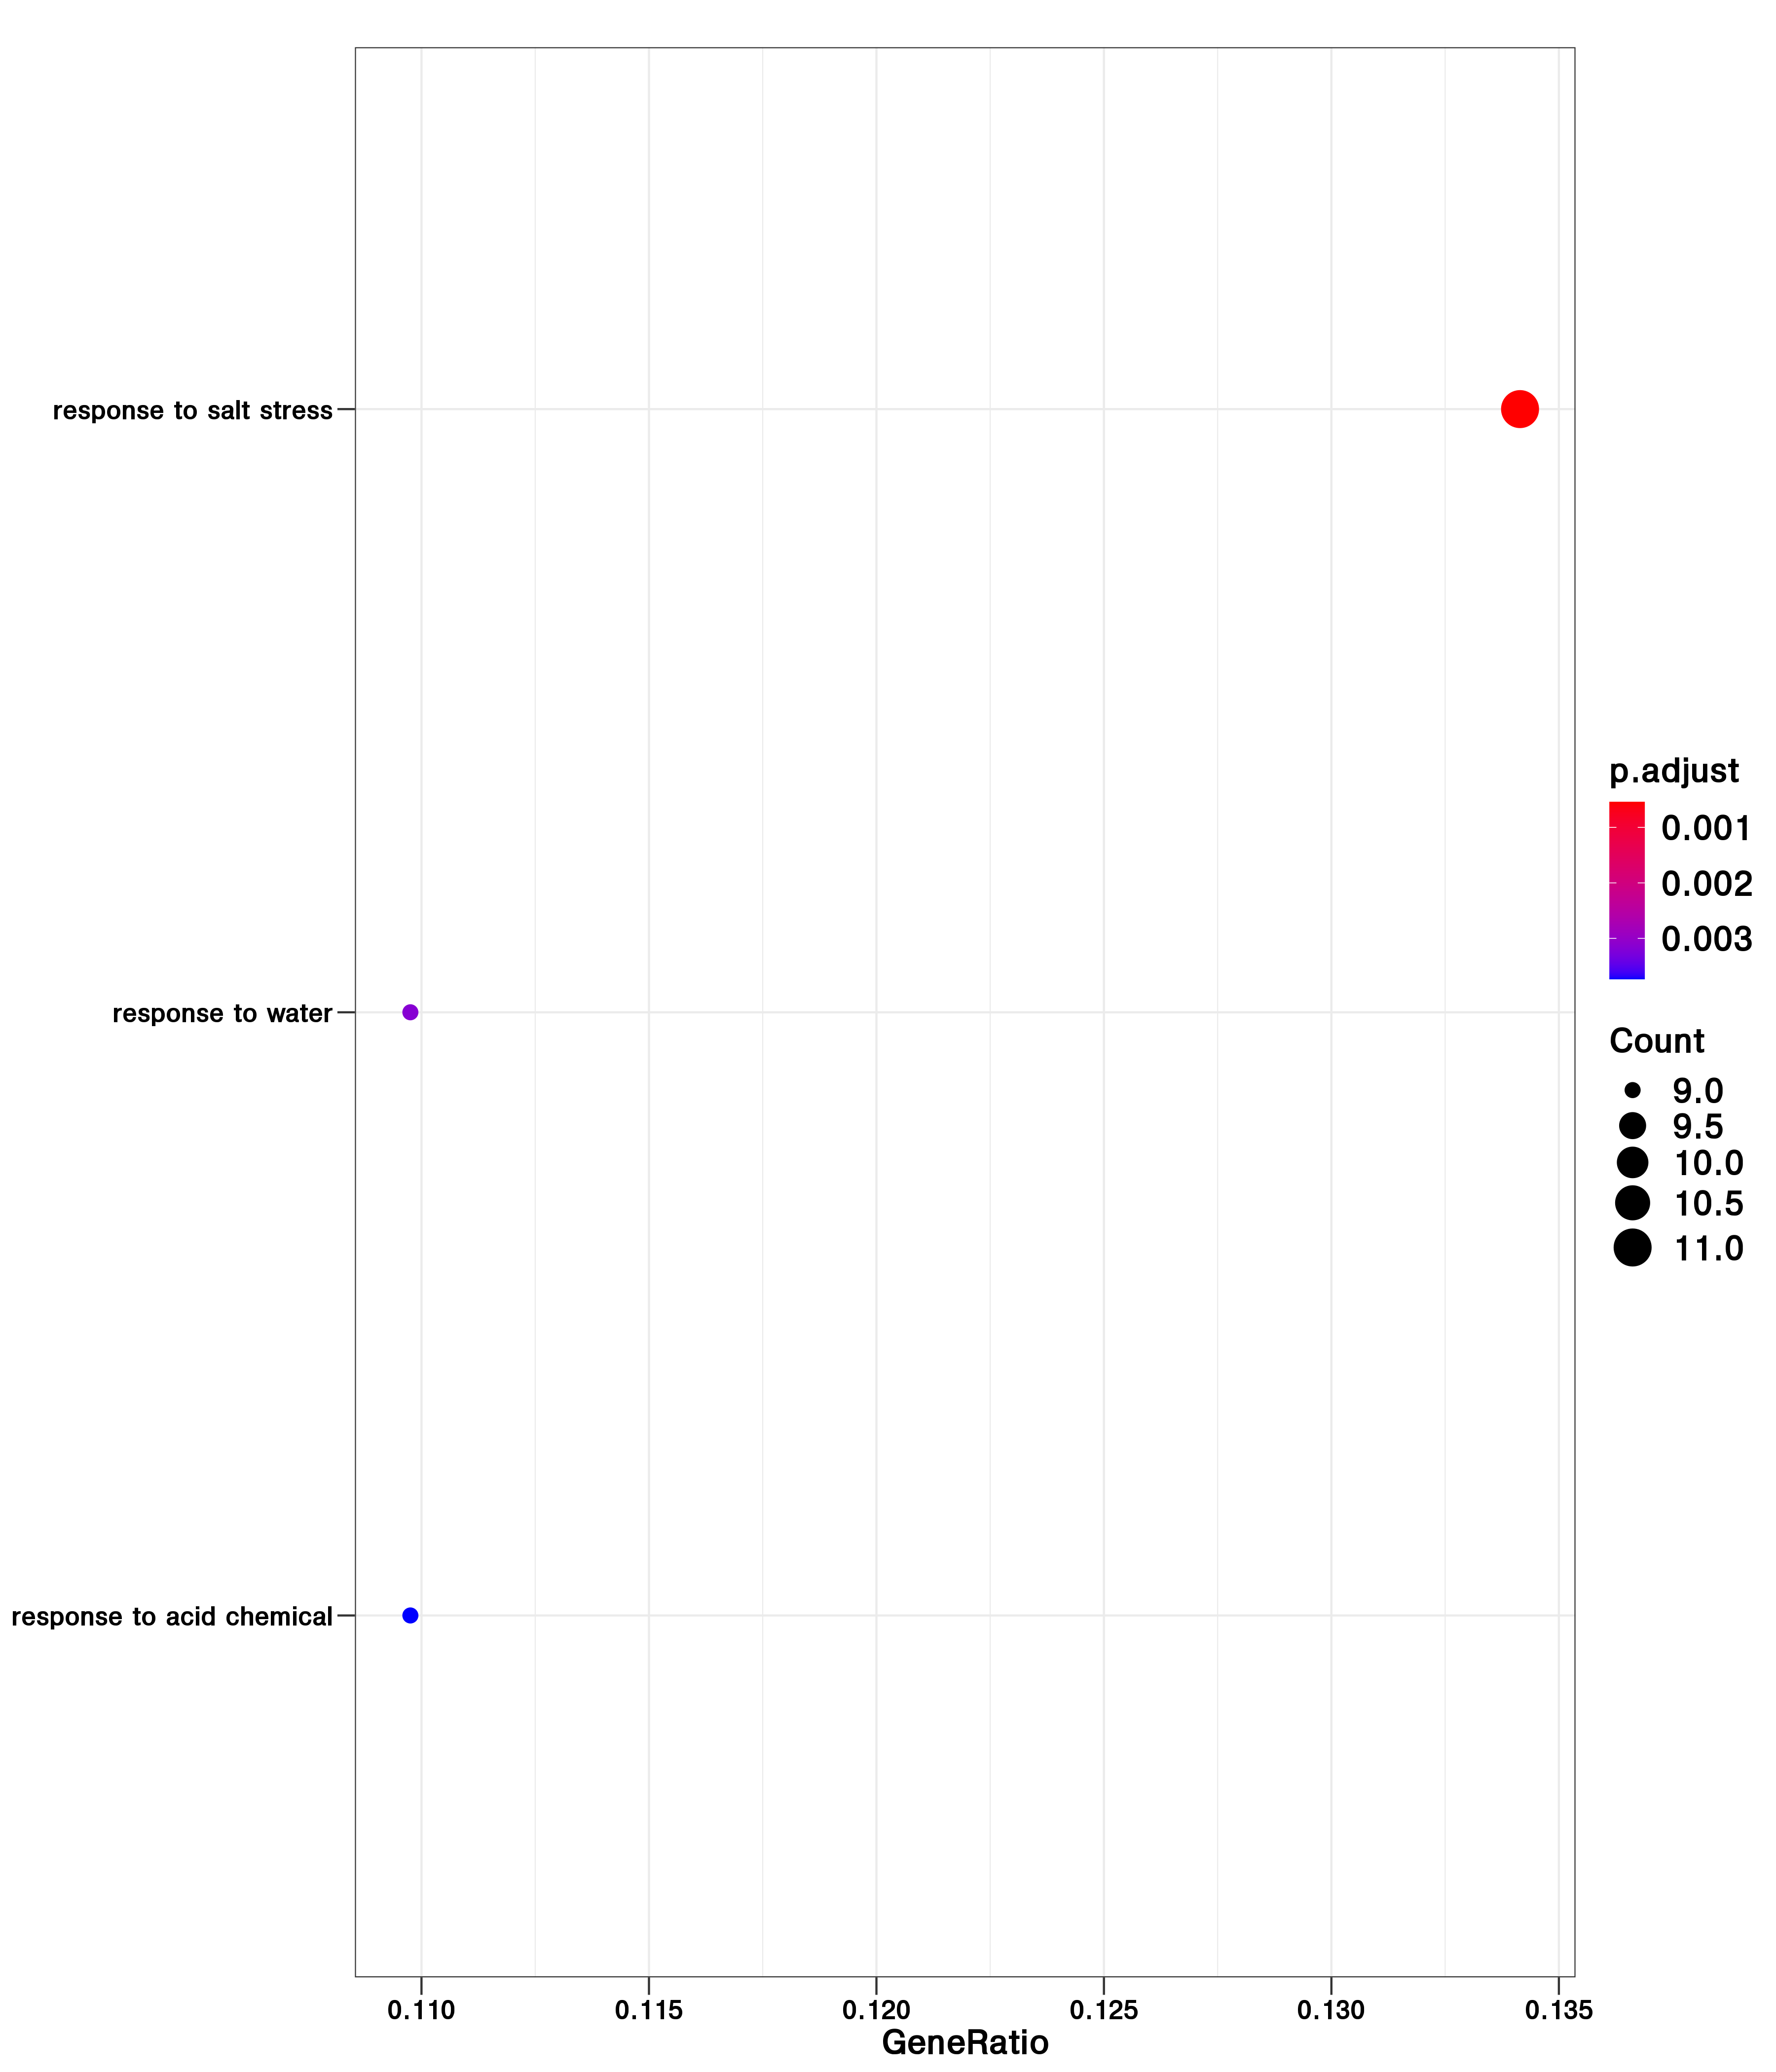 response to salt stress
response to water
response to acid chemical
0.110
0.115
0.120
0.125
0.130
0.135
GeneRatio
p.adjust
0.001
0.002
0.003
Count
9.0
9.5
10.0
10.5
11.0